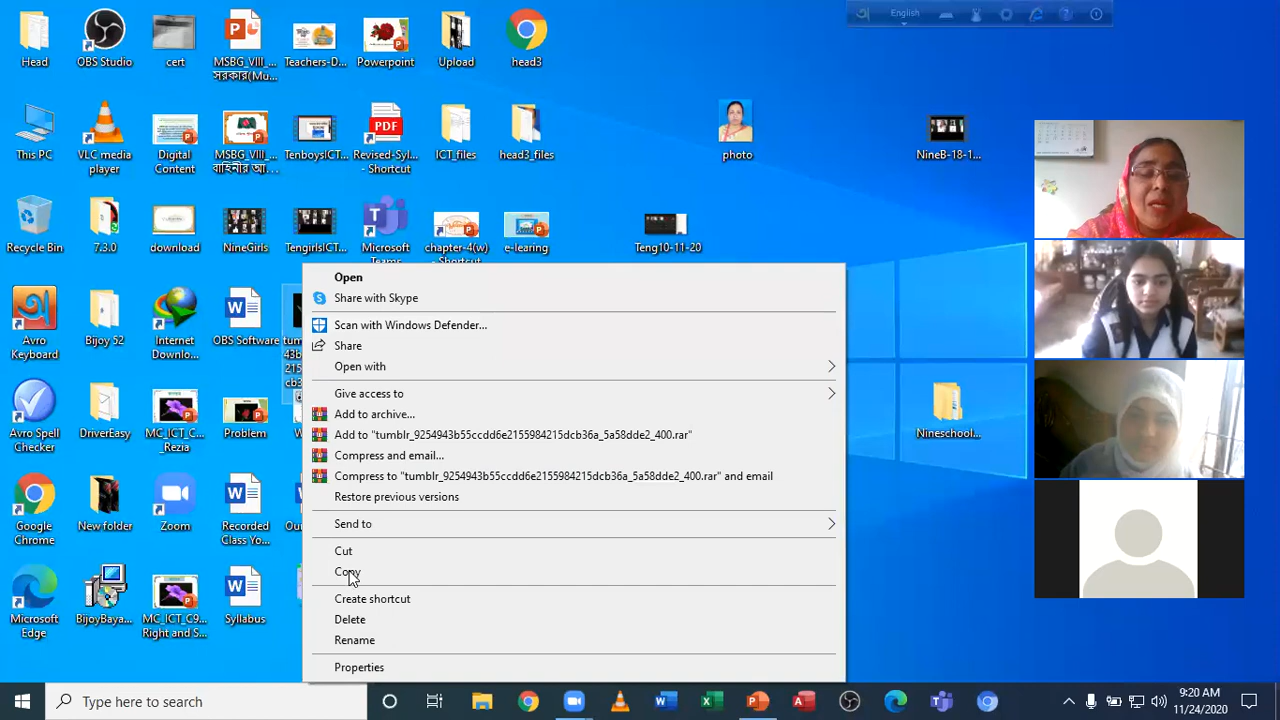 Head
OBS Studio
cert
MSBG_VIII_...
সরকার(Mu...
Teachers-D...
Powerpoint
Upload
head3
English
This PC
VLC media
player
Digital
Content
MSBG_VIII_...
বাহিনীর আ...
TenboysICT...
Revised-Syl...
- Shortcut
ICT_files
head3_files
photo
NineB-18-1...
Recycle Bin
7.3.0
download
NineGirls
TengirlsICT...
Microsoft
Teams
chapter-4(w)
- Shortcut
e-learing
Teng10-11-20
Avro
Keyboard
Bijoy 52
Internet
Downlo...
OBS Software
Open
Share with Skype
Scan with Windows Defender...
Share
Open with
Give access to
Add to archive...
Add to "tumblr_9254943b55ccdd6e2155984215dcb36a_5a58dde2_400.rar"
Compress and email...
Compress to "tumblr_9254943b55ccdd6e2155984215dcb36a_5a58dde2_400.rar" and email
Restore previous versions
Send to
Cut
Copy
Create shortcut
Delete
Rename
Properties
Avro Spell
Checker
DriverEasy
MC_ICT_C...
_Rezia
Problem
Nineschool...
Google
Chrome
New folder
Zoom
Recorded
Class Yo...
Microsoft
Edge
BijoyBaya...
MC_ICT_C9...
Right and S...
Syllabus
Type here to search
9:20 AM
11/24/2020